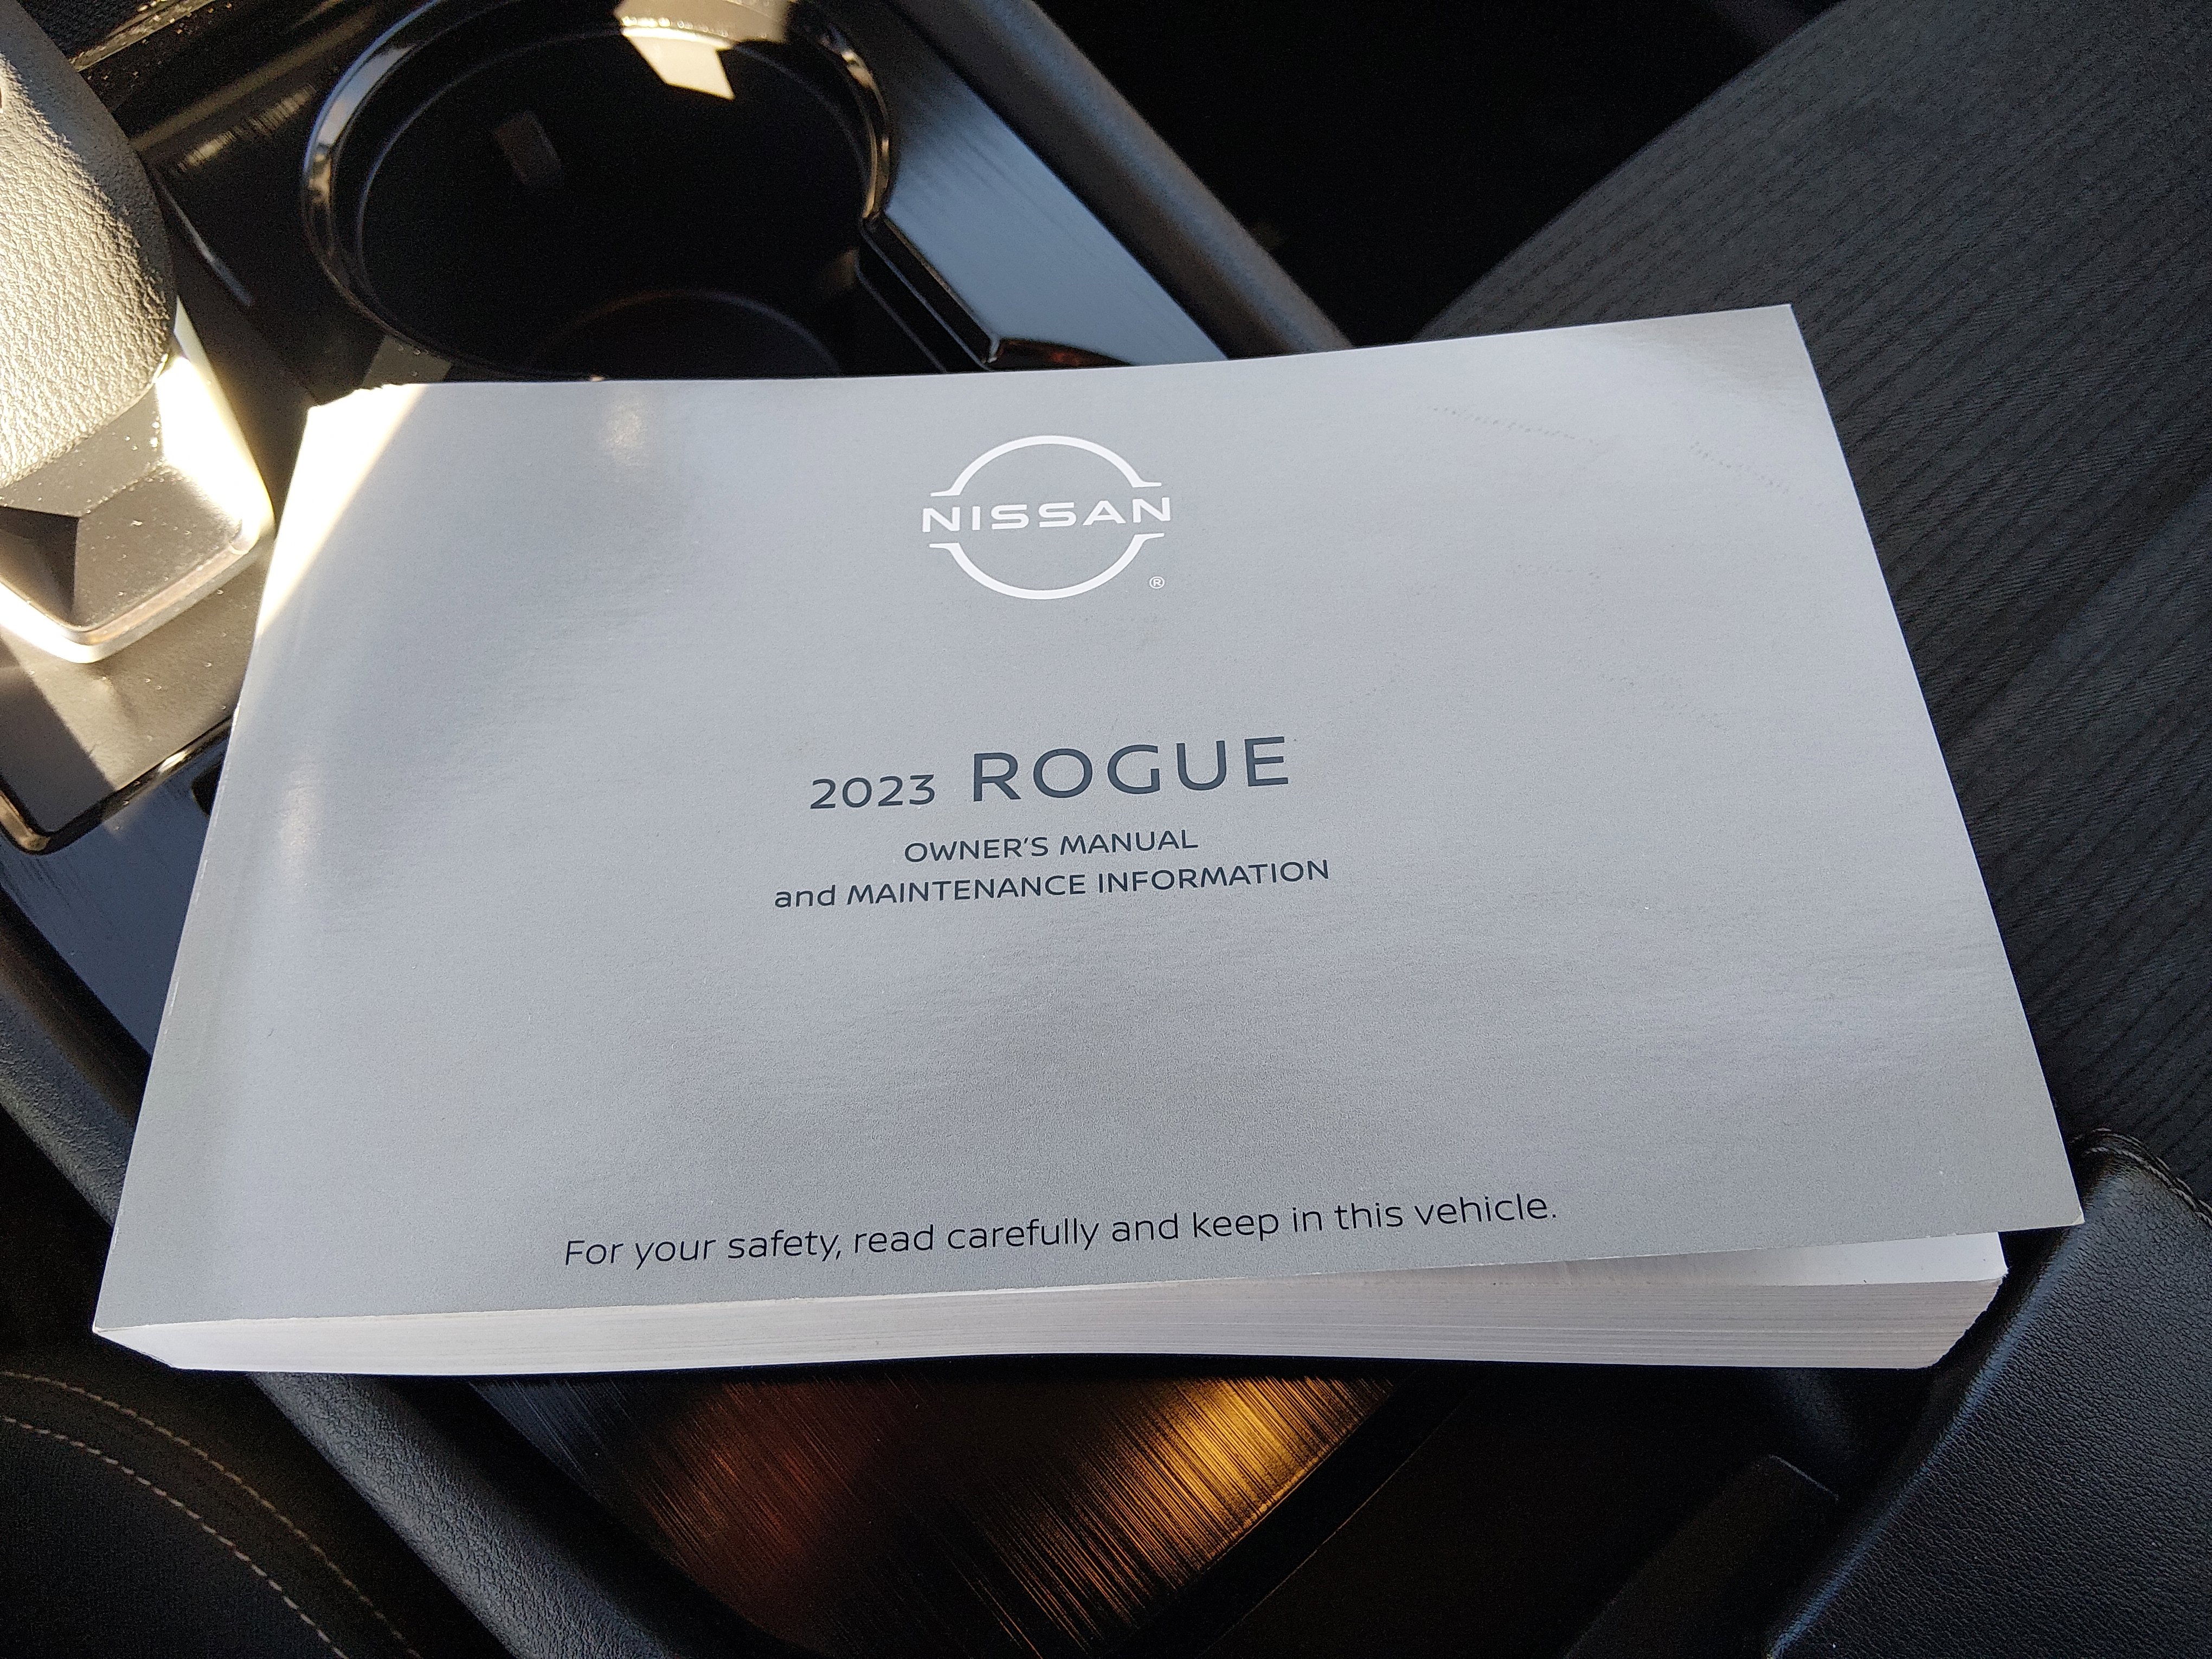 NISSAN
®
2023 ROGUE
OWNER'S MANUAL
and MAINTENANCE INFORMATION
For your safety, read carefully and keep in this vehicle.